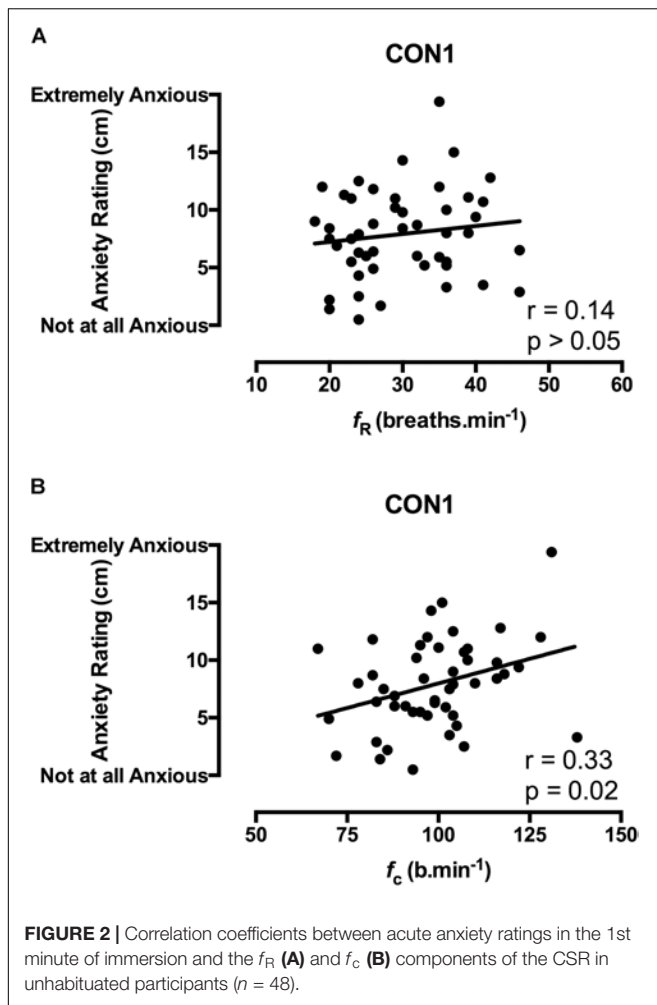 A
CON1
Extremely Anxious
Anxiety Rating (cm)
15
10
5
Not at all Anxious
r = 0.14
p > 0.05
10 20 30 40 50 60
fR (breaths.min-1)
B
CON1
Extremely Anxious
Anxiety Rating (cm)
15
10
5
Not at all Anxious
r = 0.33
p = 0.02
50 75 100 125 150
fc (b.min-1)
FIGURE 2 | Correlation coefficients between acute anxiety ratings in the 1st
minute of immersion and the fR (A) and fc (B) components of the CSR in
unhabituated participants (n = 48).